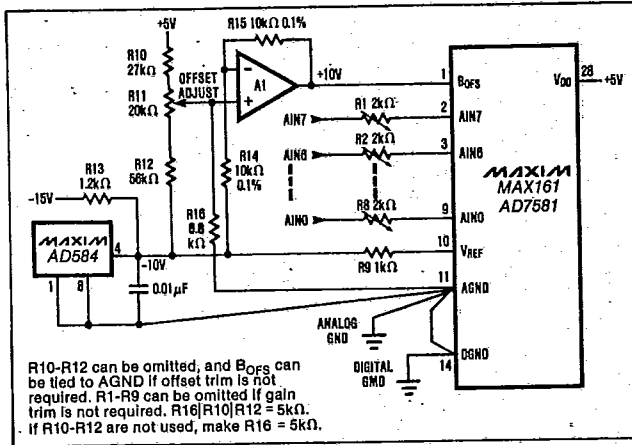 +5V
R10
27kΩ
R11
20kΩ
OFFSET
ADJUST
R12
56kΩ
R15 10kΩ 0.1%
−
+
A1
+10V
R14
10kΩ
0.1%
R16
6.8
kΩ
R13
1.2kΩ
-15V
MAXIM
AD584
4
1
8
-10V
0.01µF
AIN7
R1 2kΩ
AIN6
R2 2kΩ
AIN0
R8 2kΩ
R9 1kΩ
1
BOFS
2
AIN7
3
AIN6
9
AIN0
10
VREF
11
AGND
DGND
14
VDD
28
+5V
MAXIM
MAX161
AD7581
ANALOG
GND
DIGITAL
GMD
R10-R12 can be omitted, and BOFS can
be tied to AGND if offset trim is not
required. R1-R9 can be omitted if gain
trim is not required. R16|R10|R12 = 5kΩ.
If R10-R12 are not used, make R16 = 5kΩ.